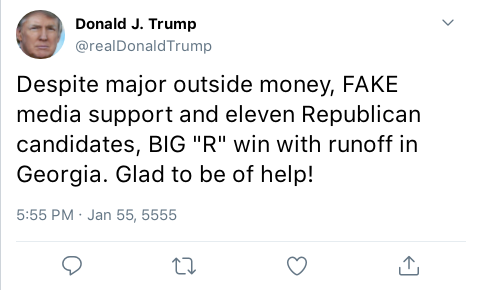 Donald J. Trump
@realDonaldTrump
Despite major outside money, FAKE
media support and eleven Republican
candidates, BIG "R" win with runoff in
Georgia. Glad to be of help!
5:55 PM · Jan 55, 5555